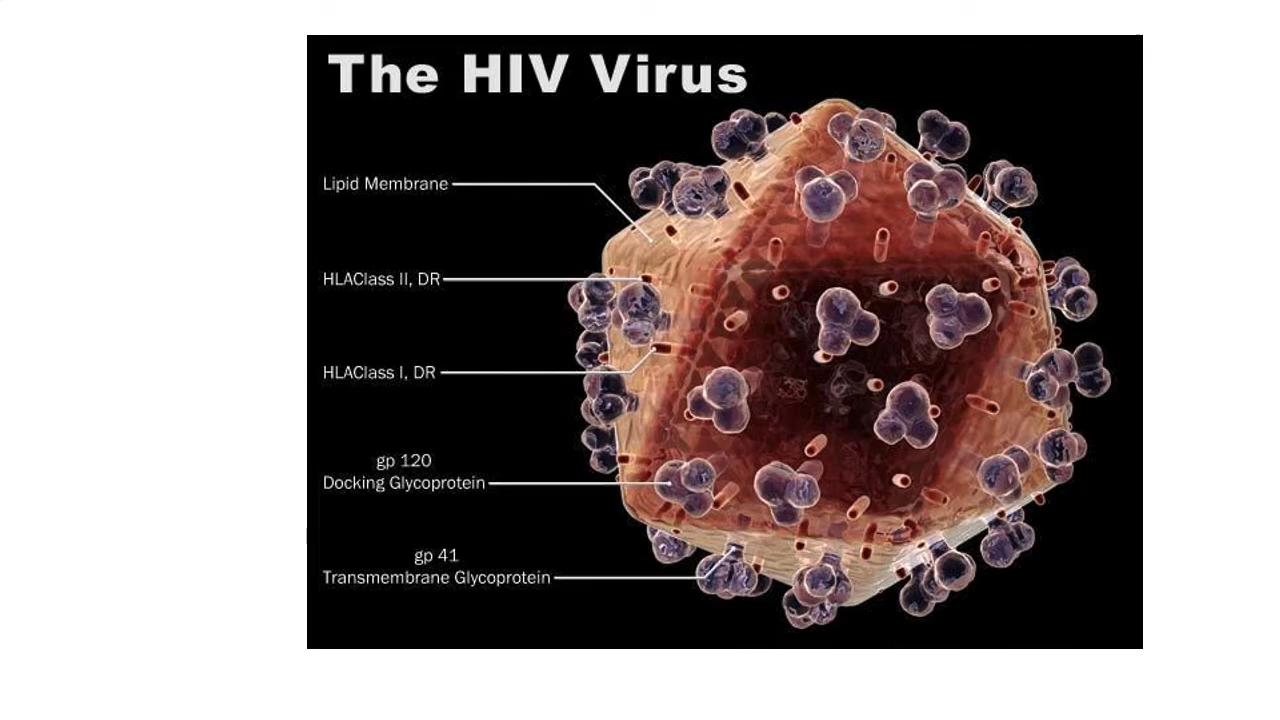 The HIV Virus
Lipid Membrane
HLAClass II, DR
HLAClass I, DR
gp 120
Docking Glycoprotein
gp 41
Transmembrane Glycoprotein